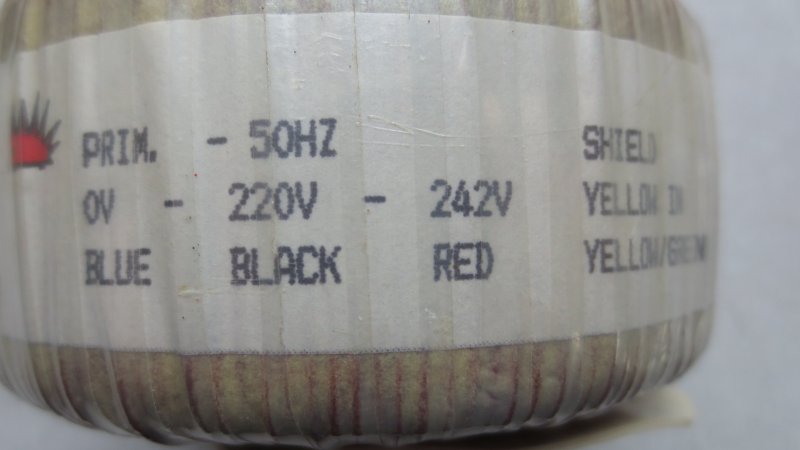 PRIM. - 50HZ SHIELD
0V - 220V - 242V YELLOW IN
BLUE BLACK RED YELLOW/GREEN